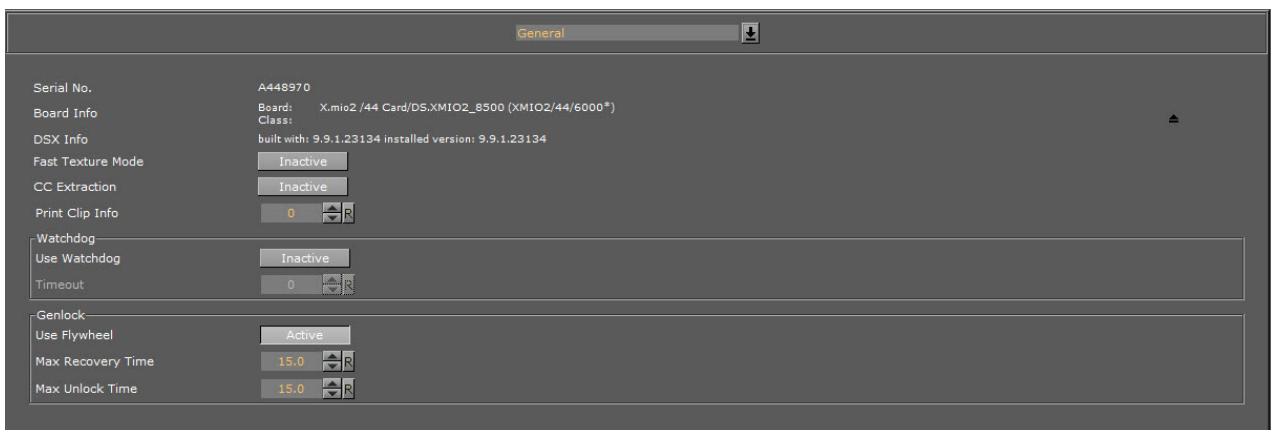 General
Serial No. A448970
Board Info Board: X.mio2 /44 Card/DS.XMIO2_8500 (XMIO2/44/6000*)
Class:
DSX Info built with: 9.9.1.23134 installed version: 9.9.1.23134
Fast Texture Mode Inactive
CC Extraction Inactive
Print Clip Info 0 R
Watchdog
Use Watchdog Inactive
Timeout 0 R
Genlock
Use Flywheel Active
Max Recovery Time 15.0 R
Max Unlock Time 15.0 R